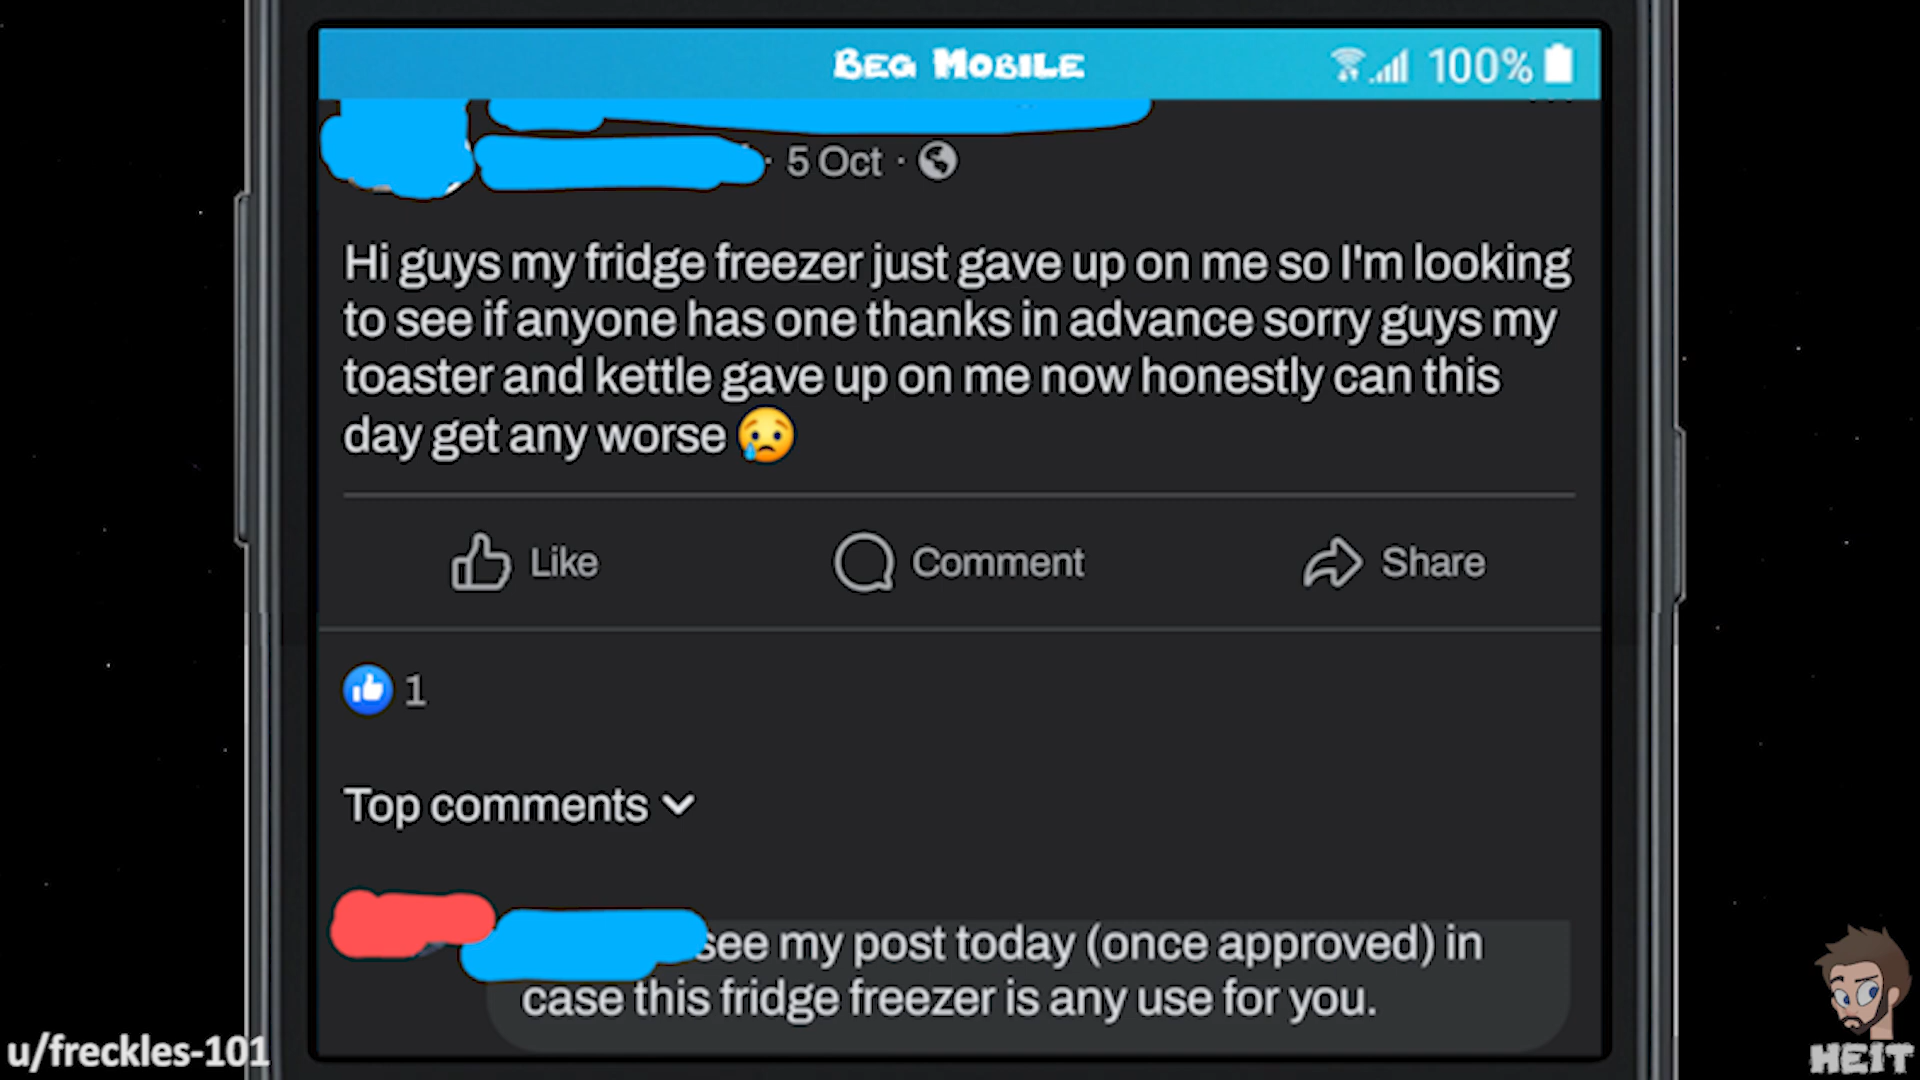 BEG MOBILE
100%
· 5 Oct ·
Hi guys my fridge freezer just gave up on me so I'm looking
to see if anyone has one thanks in advance sorry guys my
toaster and kettle gave up on me now honestly can this
day get any worse 😢
Like Comment Share
1
Top comments
see my post today (once approved) in
case this fridge freezer is any use for you.
u/freckles-101
HEIT